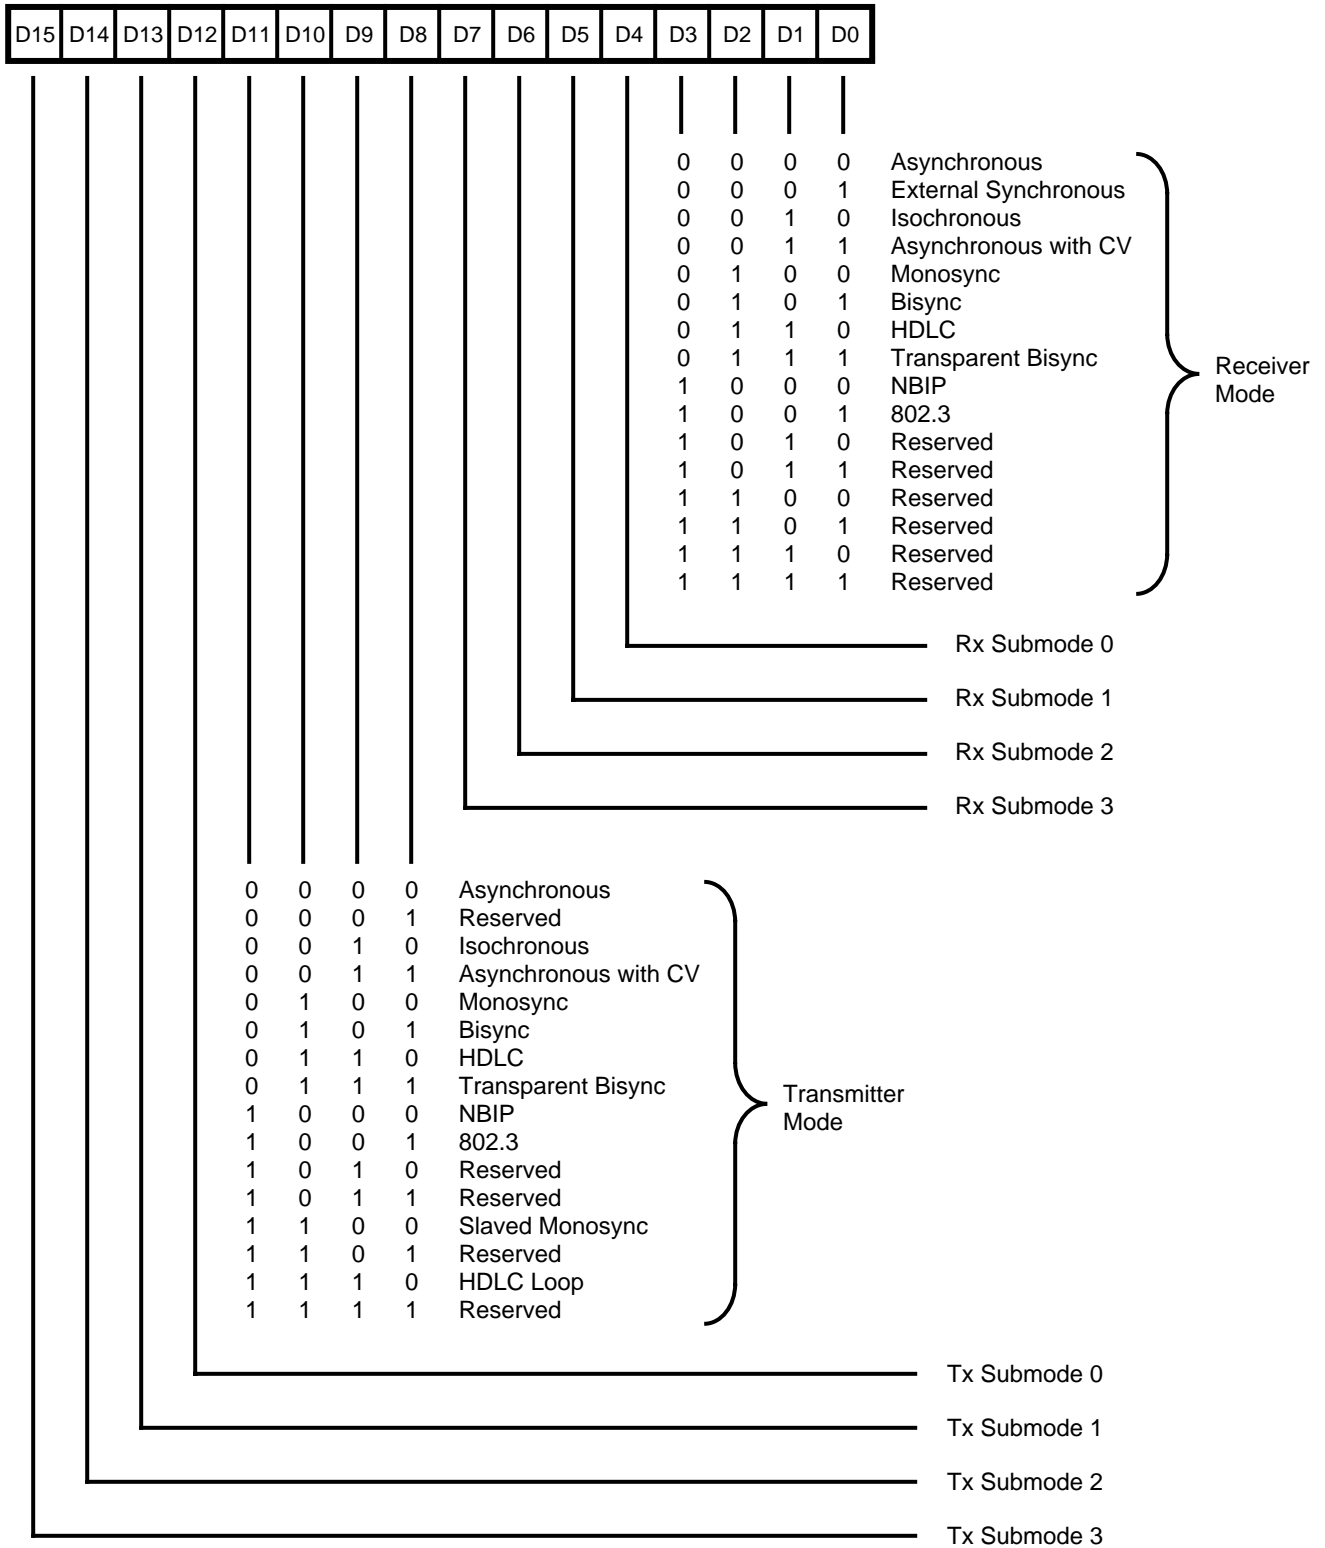 D15 D14 D13 D12 D11 D10 D9 D8 D7 D6 D5 D4 D3 D2 D1 D0
0 0 0 0 Asynchronous
0 0 0 1 External Synchronous
0 0 1 0 Isochronous
0 0 1 1 Asynchronous with CV
0 1 0 0 Monosync
0 1 0 1 Bisync
0 1 1 0 HDLC
0 1 1 1 Transparent Bisync
1 0 0 0 NBIP
1 0 0 1 802.3
1 0 1 0 Reserved
1 0 1 1 Reserved
1 1 0 0 Reserved
1 1 0 1 Reserved
1 1 1 0 Reserved
1 1 1 1 Reserved
Receiver
Mode
Rx Submode 0
Rx Submode 1
Rx Submode 2
Rx Submode 3
0 0 0 0 Asynchronous
0 0 0 1 Reserved
0 0 1 0 Isochronous
0 0 1 1 Asynchronous with CV
0 1 0 0 Monosync
0 1 0 1 Bisync
0 1 1 0 HDLC
0 1 1 1 Transparent Bisync
1 0 0 0 NBIP
1 0 0 1 802.3
1 0 1 0 Reserved
1 0 1 1 Reserved
1 1 0 0 Slaved Monosync
1 1 0 1 Reserved
1 1 1 0 HDLC Loop
1 1 1 1 Reserved
Transmitter
Mode
Tx Submode 0
Tx Submode 1
Tx Submode 2
Tx Submode 3